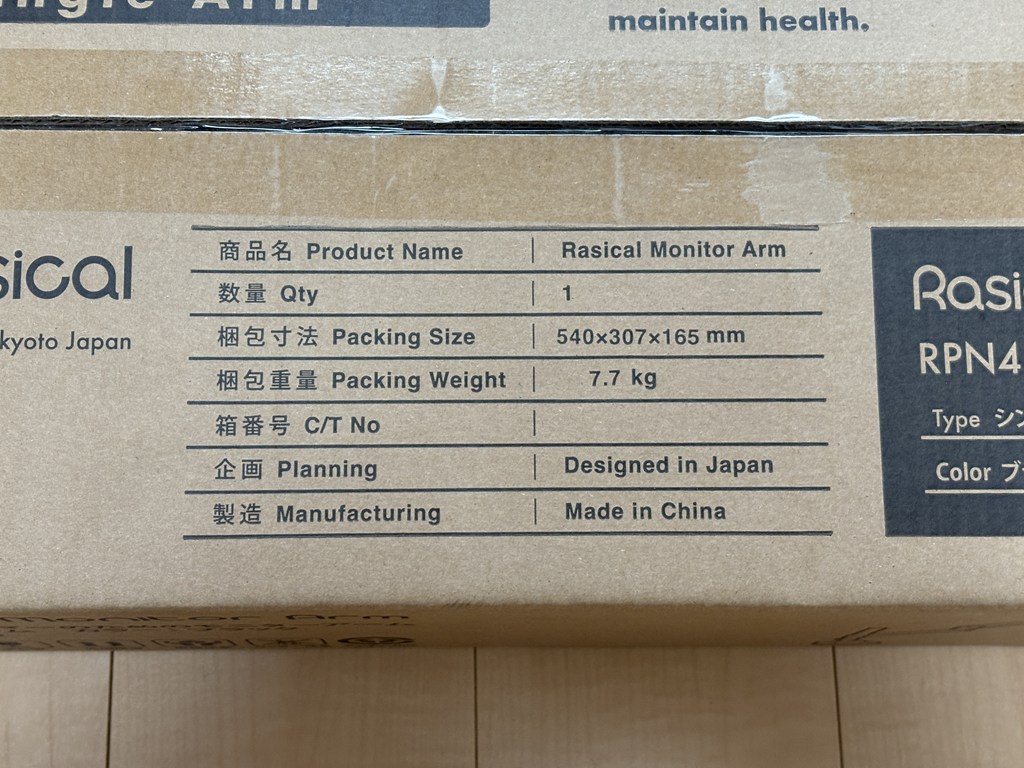 Arm
maintain health.
商品名 Product Name | Rasical Monitor Arm
数量 Qty | 1
梱包寸法 Packing Size | 540×307×165 mm
梱包重量 Packing Weight | 7.7 kg
箱番号 C/T No |
企画 Planning | Designed in Japan
製造 Manufacturing | Made in China
sical
kyoto Japan
Rasi
RPN4
Type シン
Color ブ
Monitor Arm